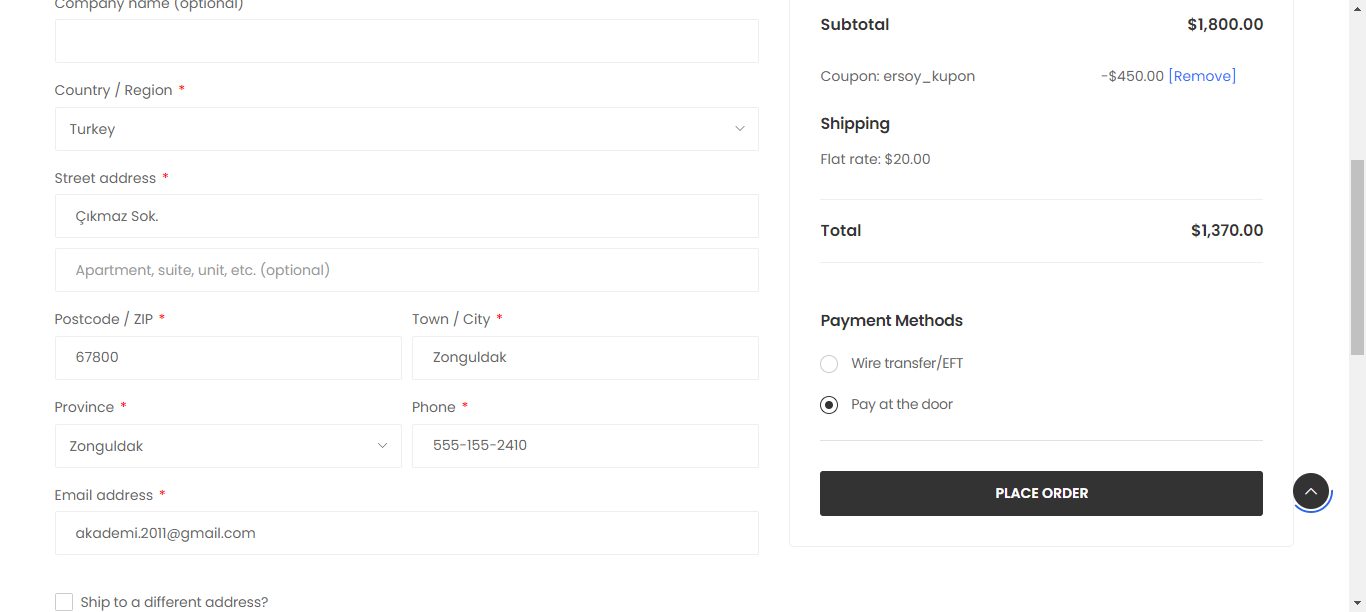 Company name (optional)
Country / Region *
Turkey
Street address *
Çıkmaz Sok.
Apartment, suite, unit, etc. (optional)
Postcode / ZIP * Town / City *
67800 Zonguldak
Province * Phone *
Zonguldak 555-155-2410
Email address *
akademi.2011@gmail.com
Ship to a different address?
Subtotal $1,800.00
Coupon: ersoy_kupon -$450.00 [Remove]
Shipping
Flat rate: $20.00
Total $1,370.00
Payment Methods
Wire transfer/EFT
Pay at the door
PLACE ORDER